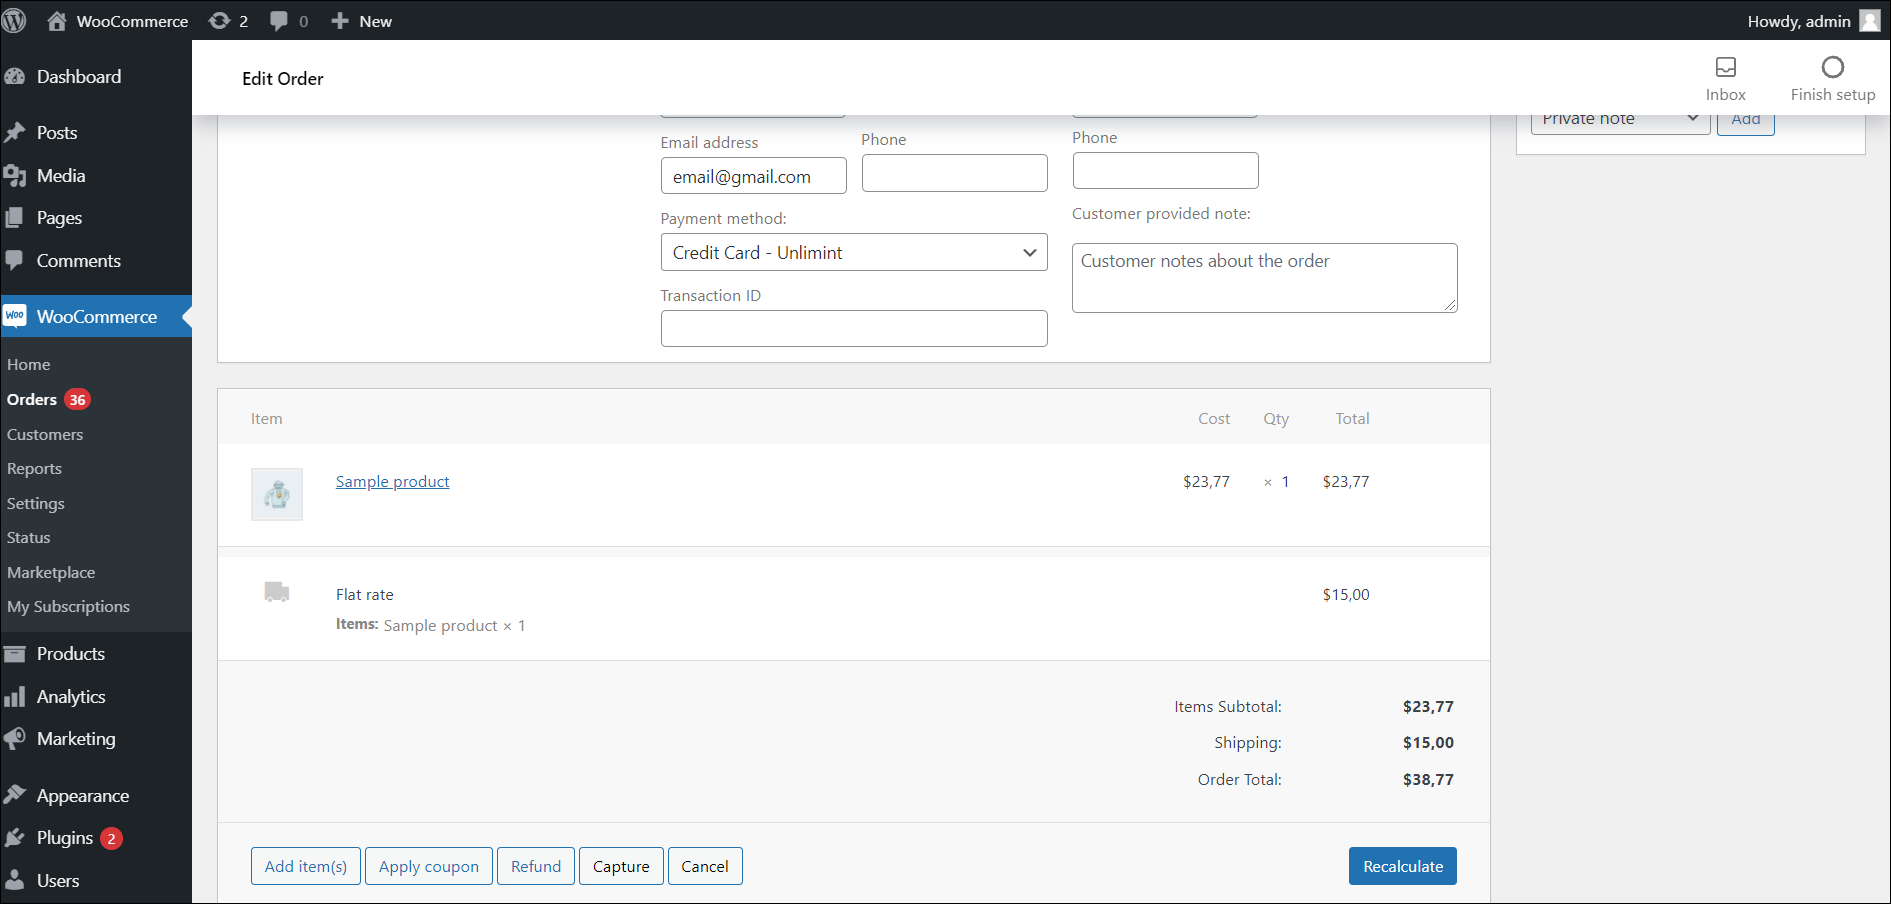 WooCommerce 2 0 New
Howdy, admin
Dashboard
Posts
Media
Pages
Comments
Woo WooCommerce
Home
Orders 36
Customers
Reports
Settings
Status
Marketplace
My Subscriptions
Products
Analytics
Marketing
Appearance
Plugins 2
Users
Edit Order
Inbox
Finish setup
Email address
email@gmail.com
Phone
Payment method:
Credit Card - Unlimint
Transaction ID
Phone
Customer provided note:
Customer notes about the order
Private note
Add
Item Cost Qty Total
Sample product $23,77 × 1 $23,77
Flat rate $15,00
Items: Sample product × 1
Items Subtotal: $23,77
Shipping: $15,00
Order Total: $38,77
Add item(s) Apply coupon Refund Capture Cancel Recalculate